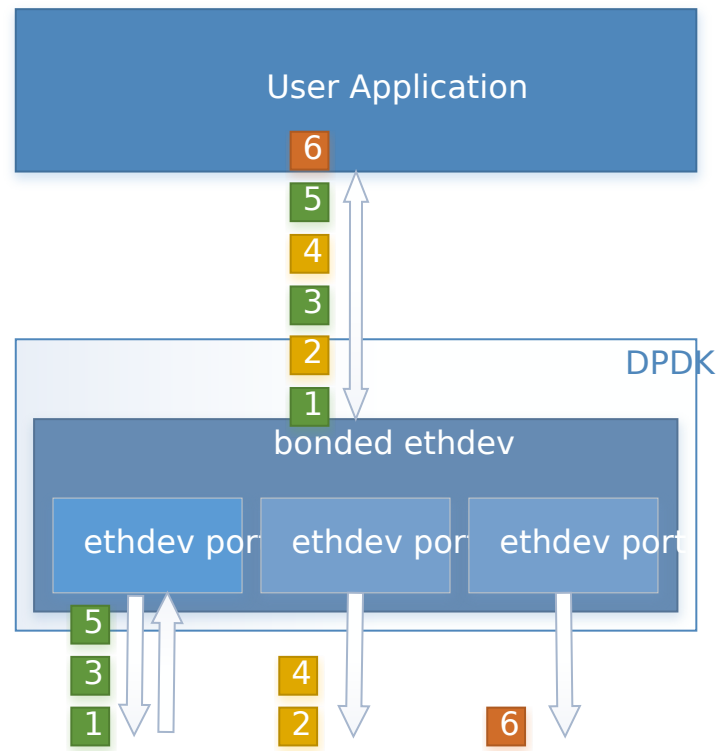 User Application
6
5
4
3
2
1
DPDK
bonded ethdev
ethdev port
ethdev port
ethdev port
5
3
4
6
1
2